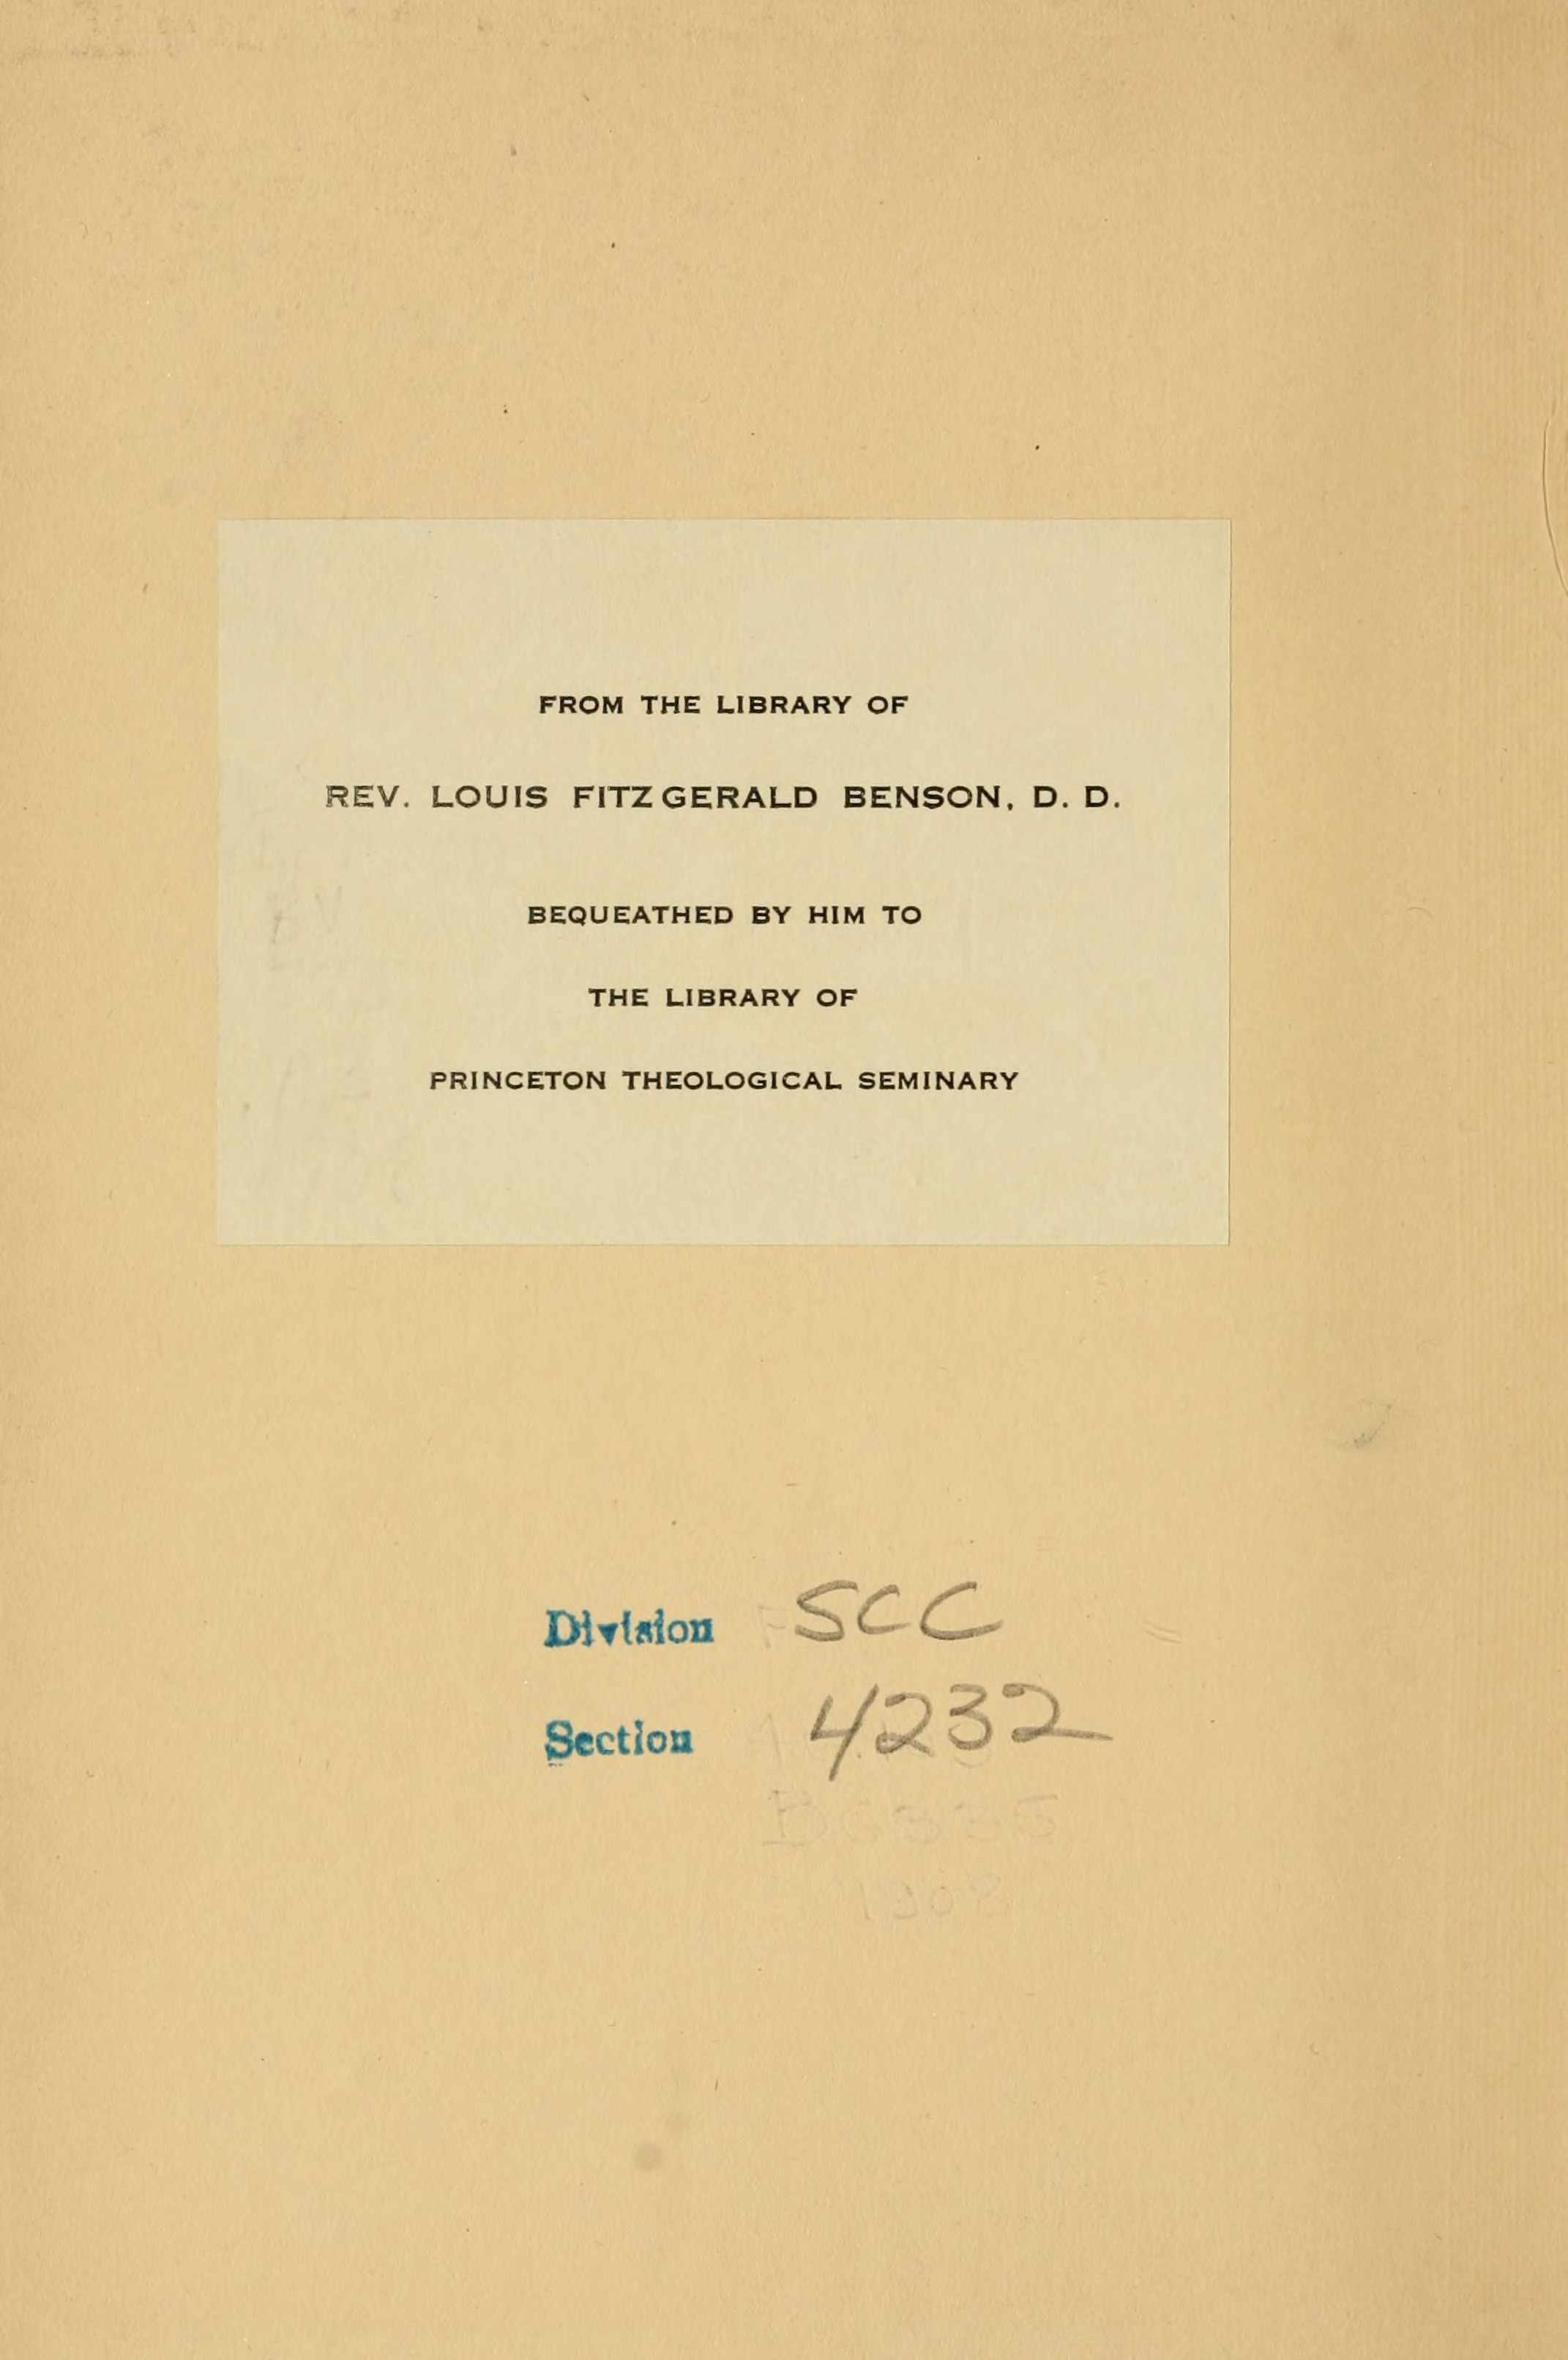 FROM THE LIBRARY OF
REV. LOUIS FITZGERALD BENSON, D. D.
BEQUEATHED BY HIM TO
THE LIBRARY OF
PRINCETON THEOLOGICAL SEMINARY
Division SCC
Section 4232